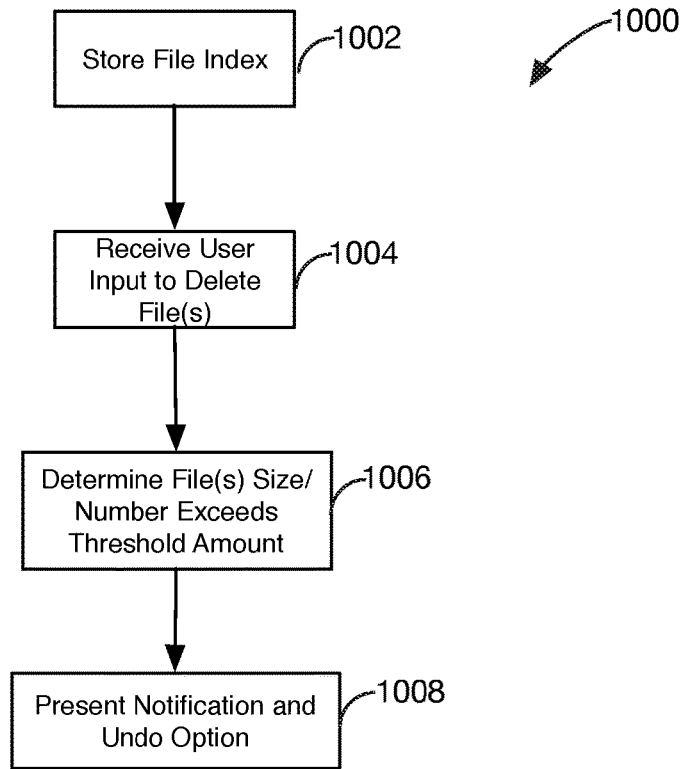 1000
Store File Index
1002
Receive User
Input to Delete
File(s)
1004
Determine File(s) Size/
Number Exceeds
Threshold Amount
1006
Present Notification and
Undo Option
1008